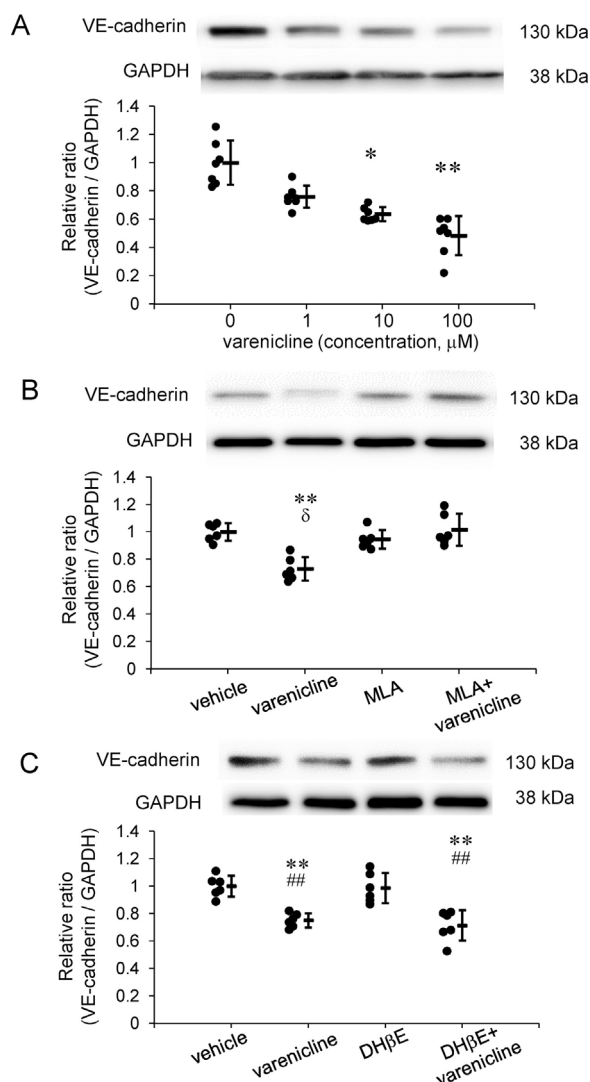 A
VE-cadherin
130 kDa
GAPDH
38 kDa
Relative ratio
(VE-cadherin / GAPDH)
1.4
1.2
1
0.8
0.6
0.4
0.2
0
*
**
0 1 10 100
varenicline (concentration, μM)
B
VE-cadherin
130 kDa
GAPDH
38 kDa
Relative ratio
(VE-cadherin / GAPDH)
1.4
1.2
1
0.8
0.6
0.4
0.2
0
**
δ
vehicle
varenicline
MLA
MLA+
varenicline
C
VE-cadherin
130 kDa
GAPDH
38 kDa
Relative ratio
(VE-cadherin / GAPDH)
1.4
1.2
1
0.8
0.6
0.4
0.2
0
**
##
**
##
vehicle
varenicline
DHβE
DHβE+
varenicline